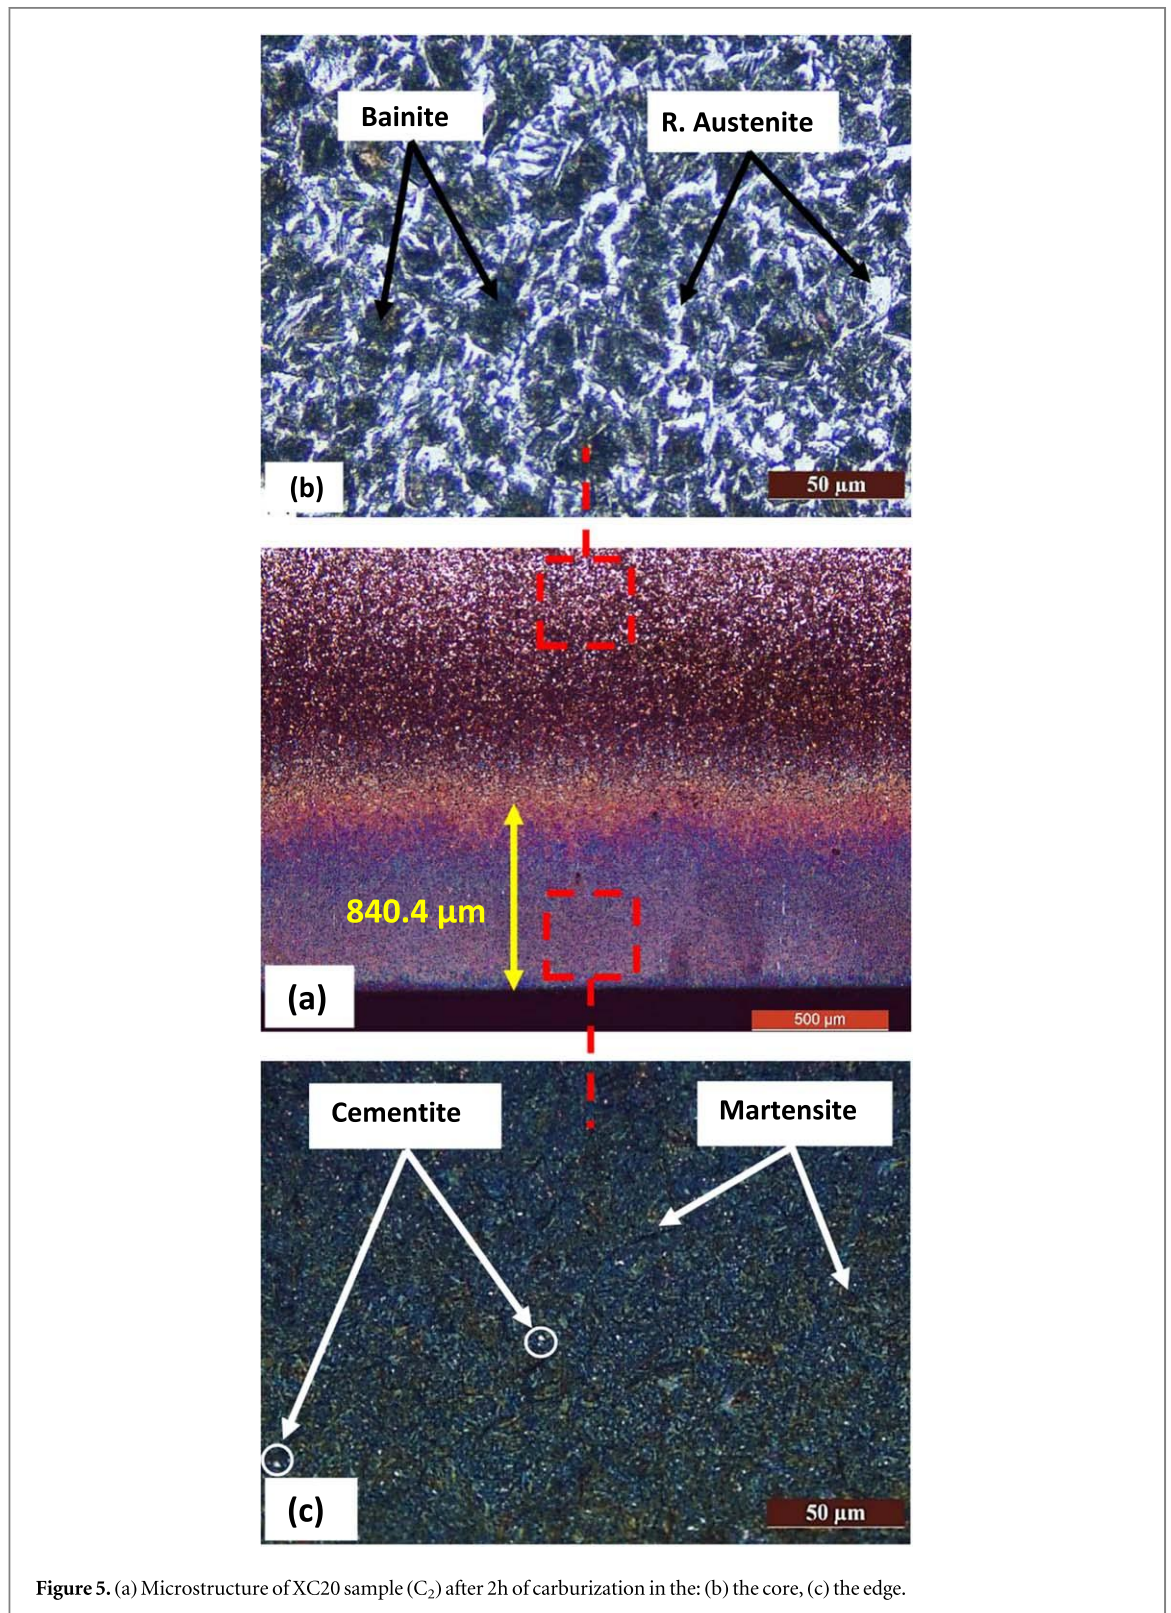 Bainite
R. Austenite
(b)
50 µm
840.4 µm
(a)
500 µm
Cementite
Martensite
(c)
50 µm
Figure 5. (a) Microstructure of XC20 sample (C₂) after 2h of carburization in the: (b) the core, (c) the edge.